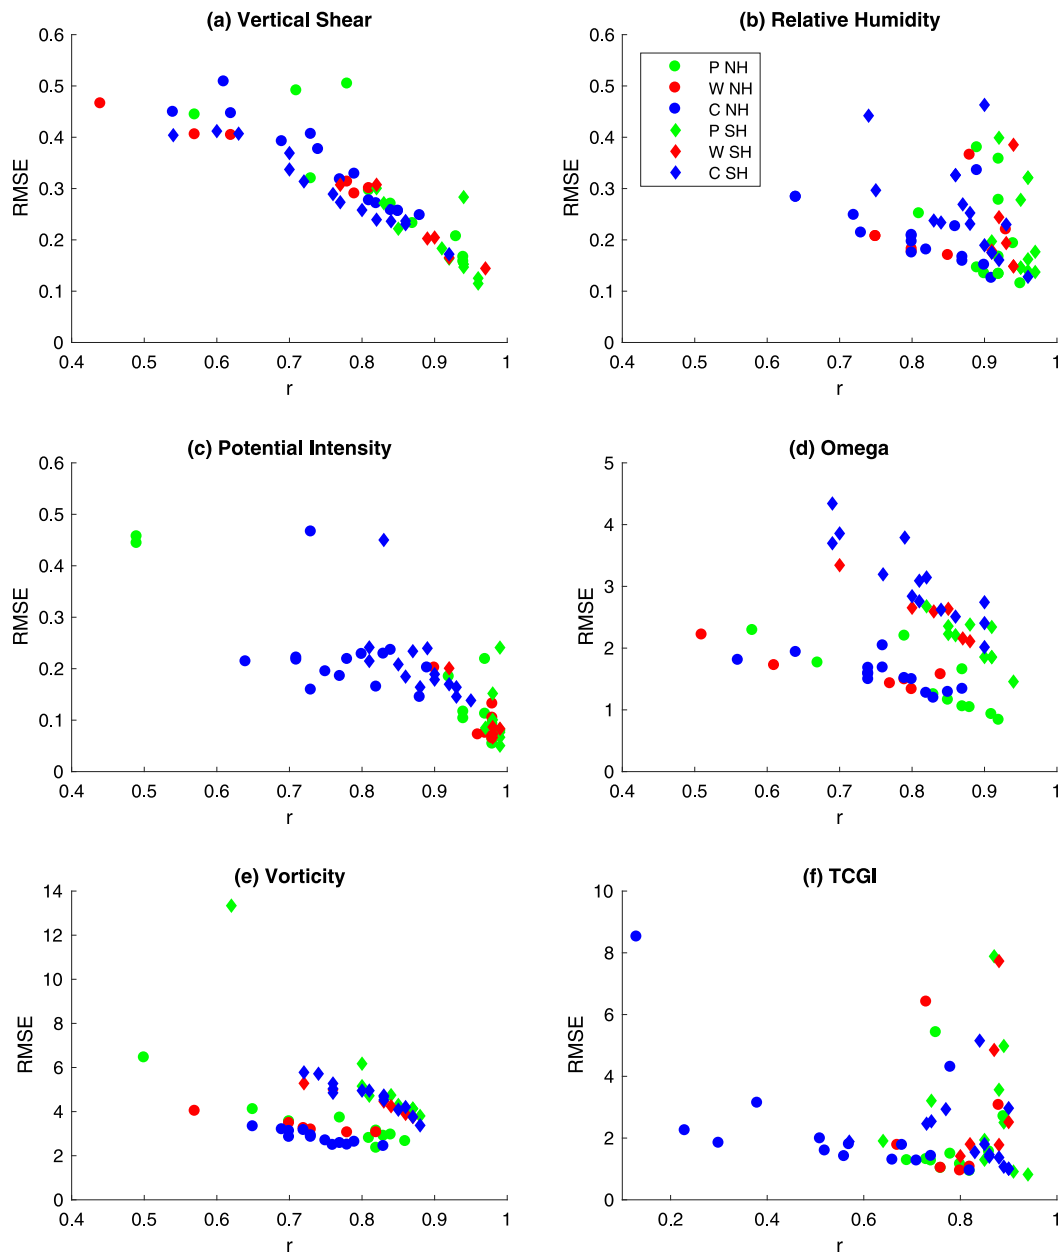 (a) Vertical Shear
0.6
0.5
0.4
0.3
0.2
0.1
0
RMSE
0.4 0.5 0.6 0.7 0.8 0.9 1
r
(b) Relative Humidity
0.6
0.5
0.4
0.3
0.2
0.1
0
RMSE
P NH
W NH
C NH
P SH
W SH
C SH
0.4 0.5 0.6 0.7 0.8 0.9 1
r
(c) Potential Intensity
0.6
0.5
0.4
0.3
0.2
0.1
0
RMSE
0.4 0.5 0.6 0.7 0.8 0.9 1
r
(d) Omega
5
4
3
2
1
0
RMSE
0.4 0.5 0.6 0.7 0.8 0.9 1
r
(e) Vorticity
14
12
10
8
6
4
2
0
RMSE
0.4 0.5 0.6 0.7 0.8 0.9 1
r
(f) TCGI
10
8
6
4
2
0
RMSE
0.2 0.4 0.6 0.8 1
r